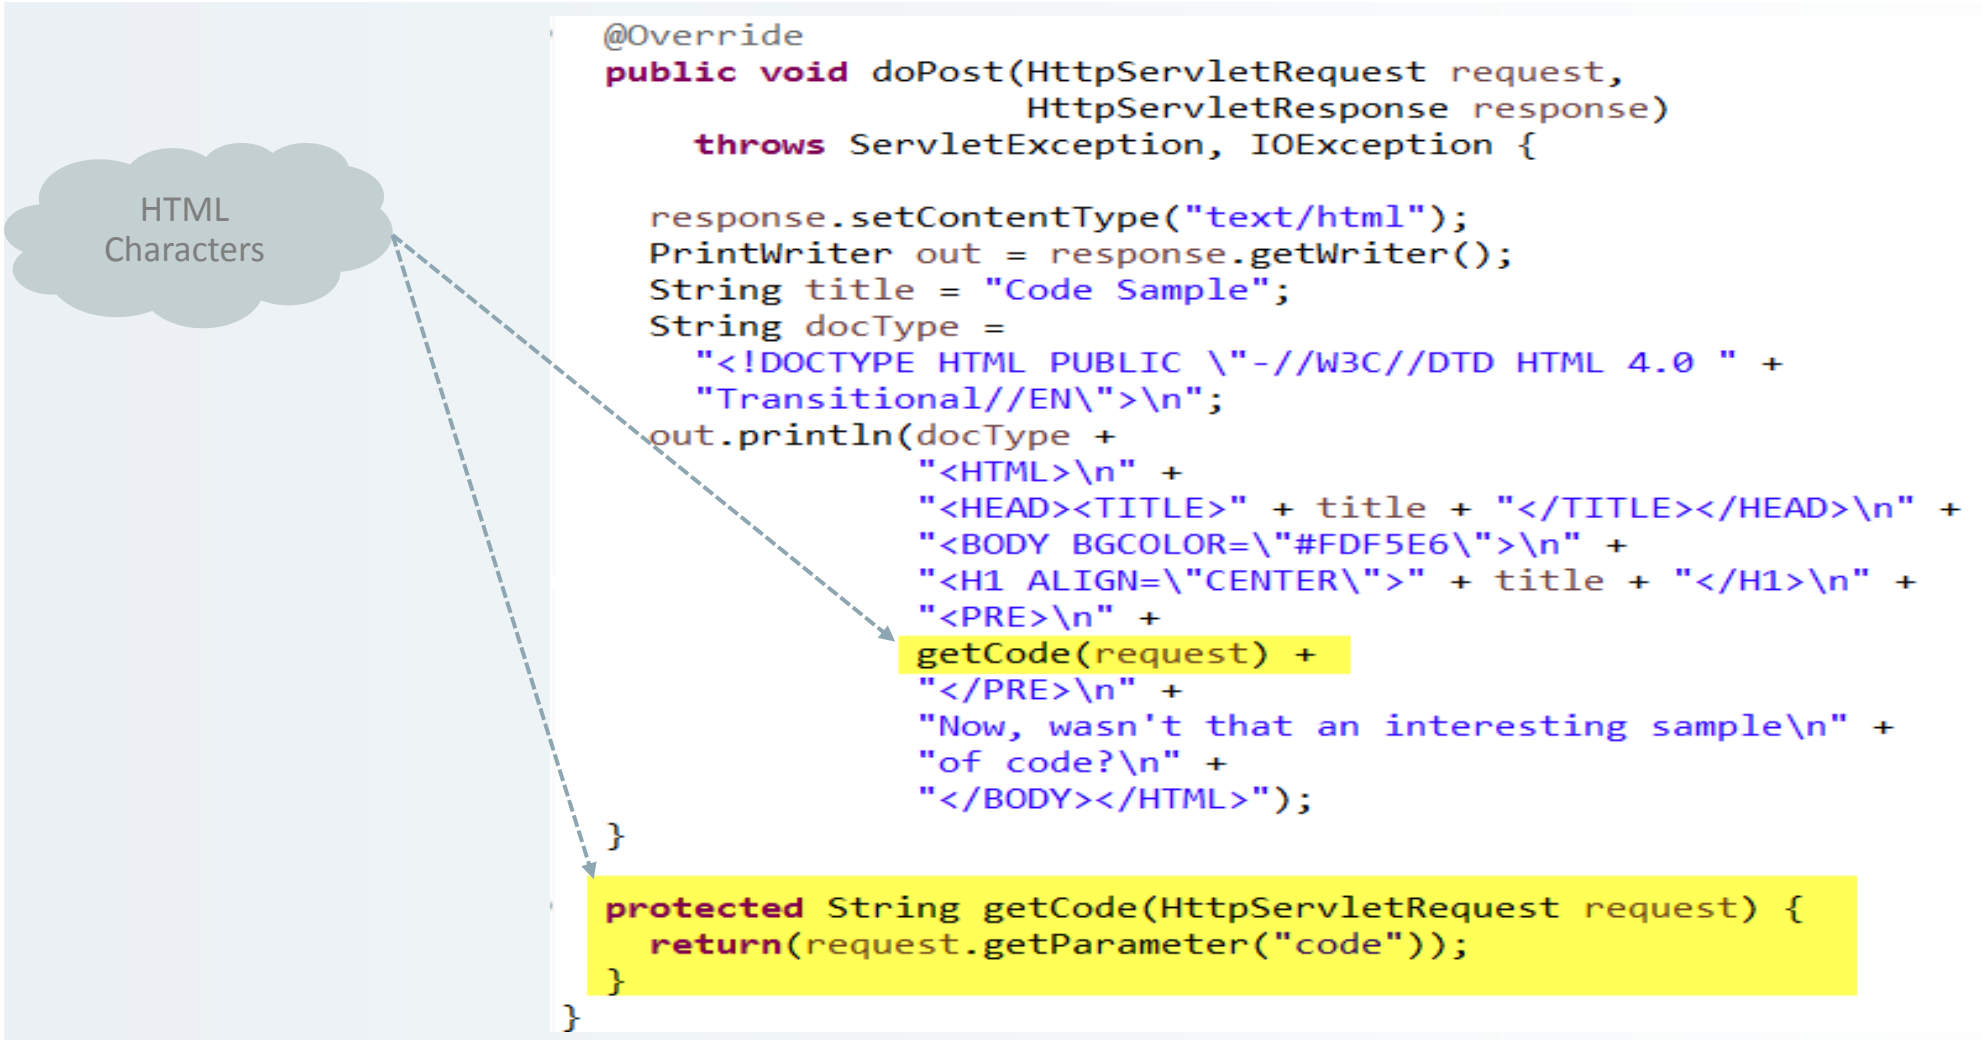 HTML
Characters
@Override
public void doPost(HttpServletRequest request,
                   HttpServletResponse response)
    throws ServletException, IOException {
  response.setContentType("text/html");
  PrintWriter out = response.getWriter();
  String title = "Code Sample";
  String docType =
    "<!DOCTYPE HTML PUBLIC \"-//W3C//DTD HTML 4.0 " +
    "Transitional//EN\">\n";
  out.println(docType +
              "<HTML>\n" +
              "<HEAD><TITLE>" + title + "</TITLE></HEAD>\n" +
              "<BODY BGCOLOR=\"#FDF5E6\">\n" +
              "<H1 ALIGN=\"CENTER\">" + title + "</H1>\n" +
              "<PRE>\n" +
              getCode(request) +
              "</PRE>\n" +
              "Now, wasn't that an interesting sample\n" +
              "of code?\n" +
              "</BODY></HTML>");
}
protected String getCode(HttpServletRequest request) {
  return(request.getParameter("code"));
}
}